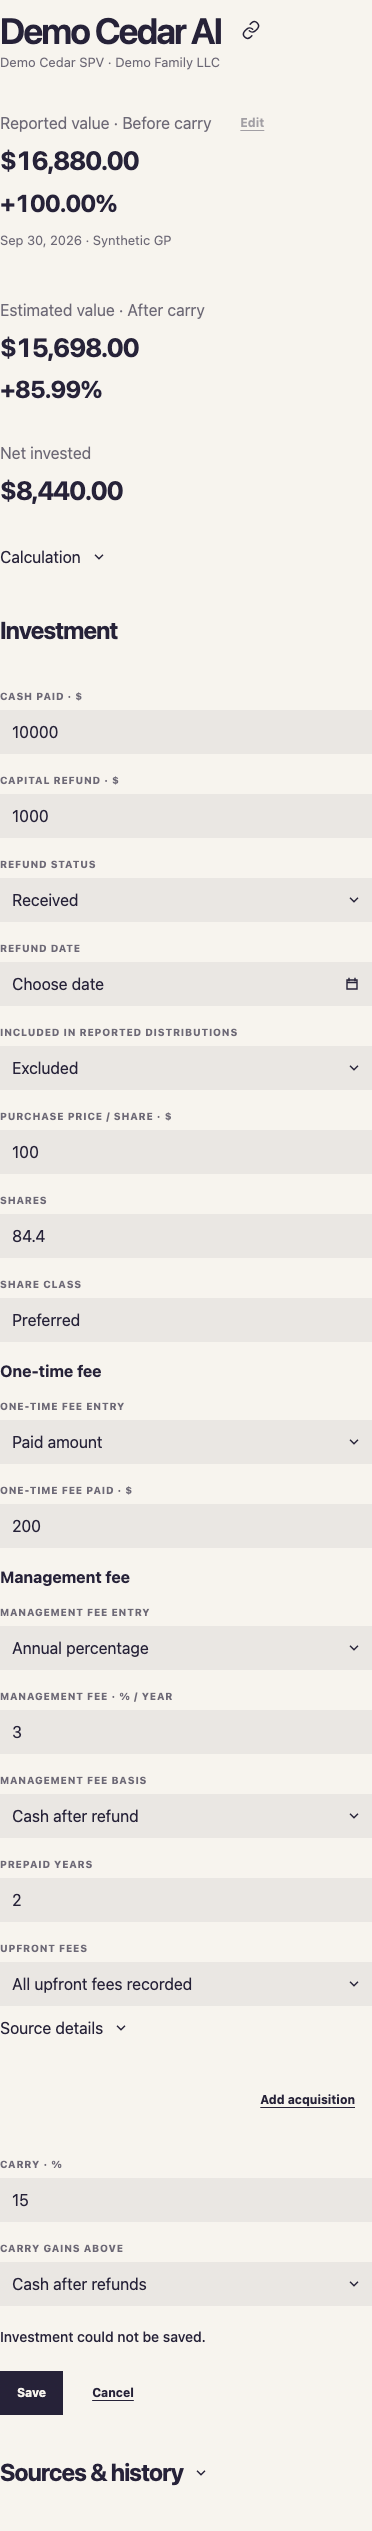 Demo Cedar AI
Demo Cedar SPV · Demo Family LLC
Reported value · Before carry Edit
$16,880.00
+100.00%
Sep 30, 2026 · Synthetic GP
Estimated value · After carry
$15,698.00
+85.99%
Net invested
$8,440.00
Calculation
Investment
CASH PAID · $
10000
CAPITAL REFUND · $
1000
REFUND STATUS
Received
REFUND DATE
Choose date
INCLUDED IN REPORTED DISTRIBUTIONS
Excluded
PURCHASE PRICE / SHARE · $
100
SHARES
84.4
SHARE CLASS
Preferred
One-time fee
ONE-TIME FEE ENTRY
Paid amount
ONE-TIME FEE PAID · $
200
Management fee
MANAGEMENT FEE ENTRY
Annual percentage
MANAGEMENT FEE · % / YEAR
3
MANAGEMENT FEE BASIS
Cash after refund
PREPAID YEARS
2
UPFRONT FEES
All upfront fees recorded
Source details
Add acquisition
CARRY · %
15
CARRY GAINS ABOVE
Cash after refunds
Investment could not be saved.
Save Cancel
Sources & history